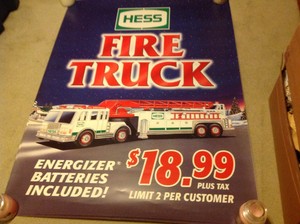 HESS
FIRE
TRUCK
ENERGIZER®
BATTERIES
INCLUDED!
$18.99
PLUS TAX
LIMIT 2 PER CUSTOMER